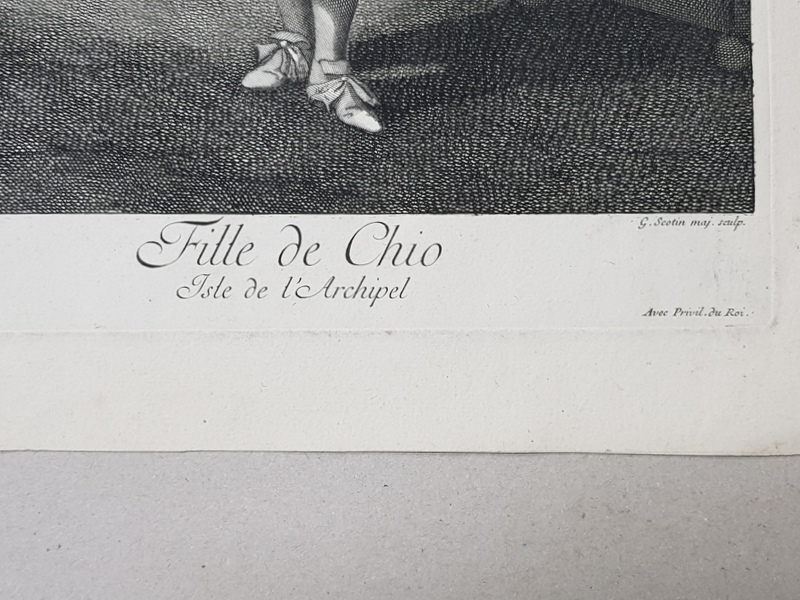 G. Scotin maj. sculp.
Fille de Chio
Isle de l'Archipel
Avec Privil. du Roi.